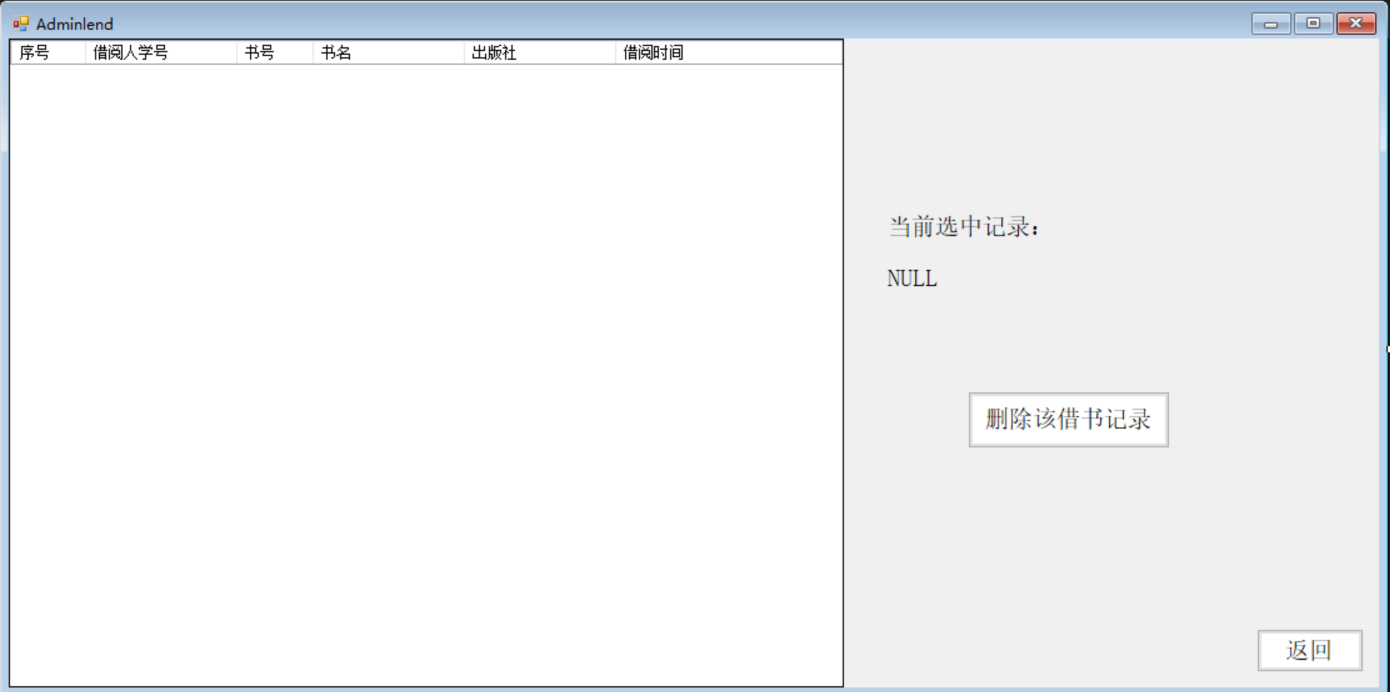 Adminlend
序号 借阅人学号 书号 书名 出版社 借阅时间
当前选中记录：
NULL
删除该借书记录
返回